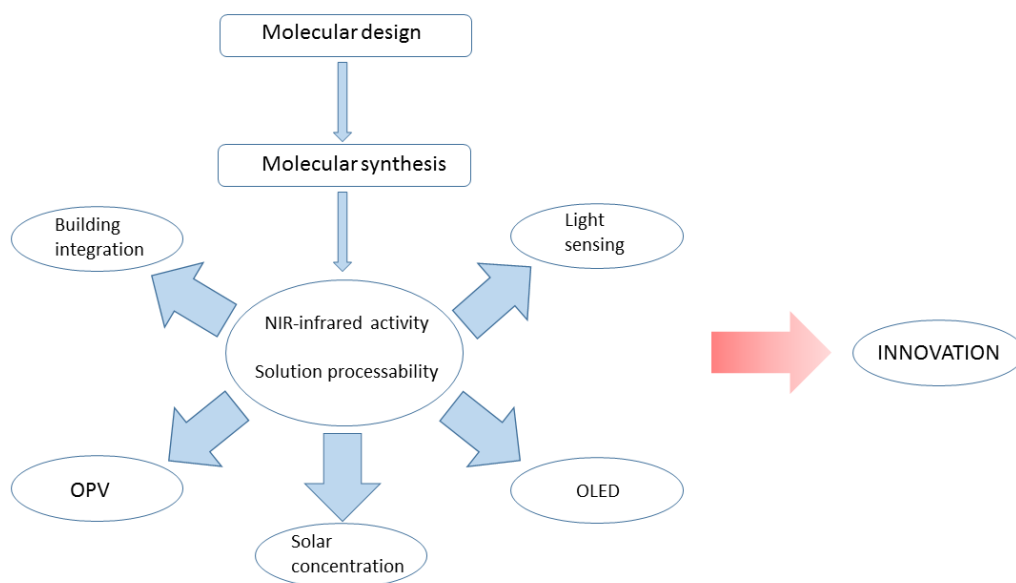 Molecular design
Molecular synthesis
Building
integration
Light
sensing
NIR-infrared activity
Solution processability
INNOVATION
OPV
OLED
Solar
concentration